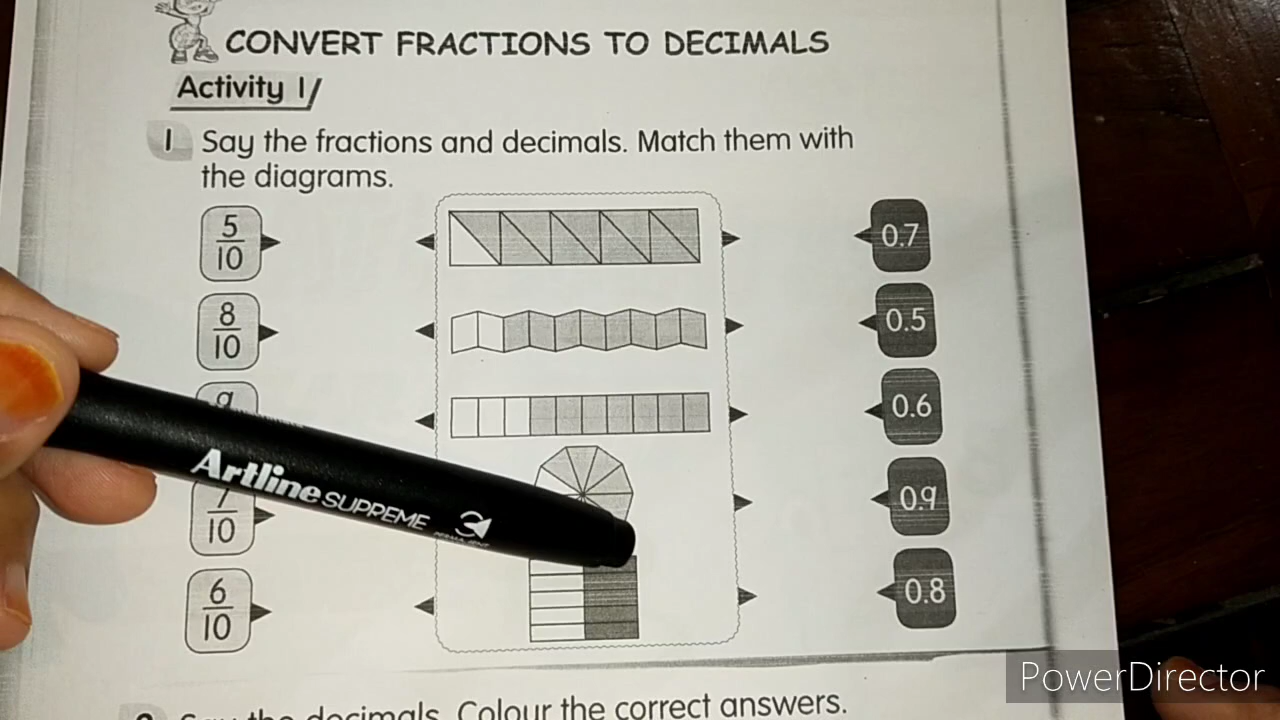 CONVERT FRACTIONS TO DECIMALS
Activity 1
1 Say the fractions and decimals. Match them with
the diagrams.
5/10
0.7
8/10
0.5
0.6
7/10
0.9
6/10
0.8
Artline SUPREME
the decimals. Colour the correct answers.
PowerDirector